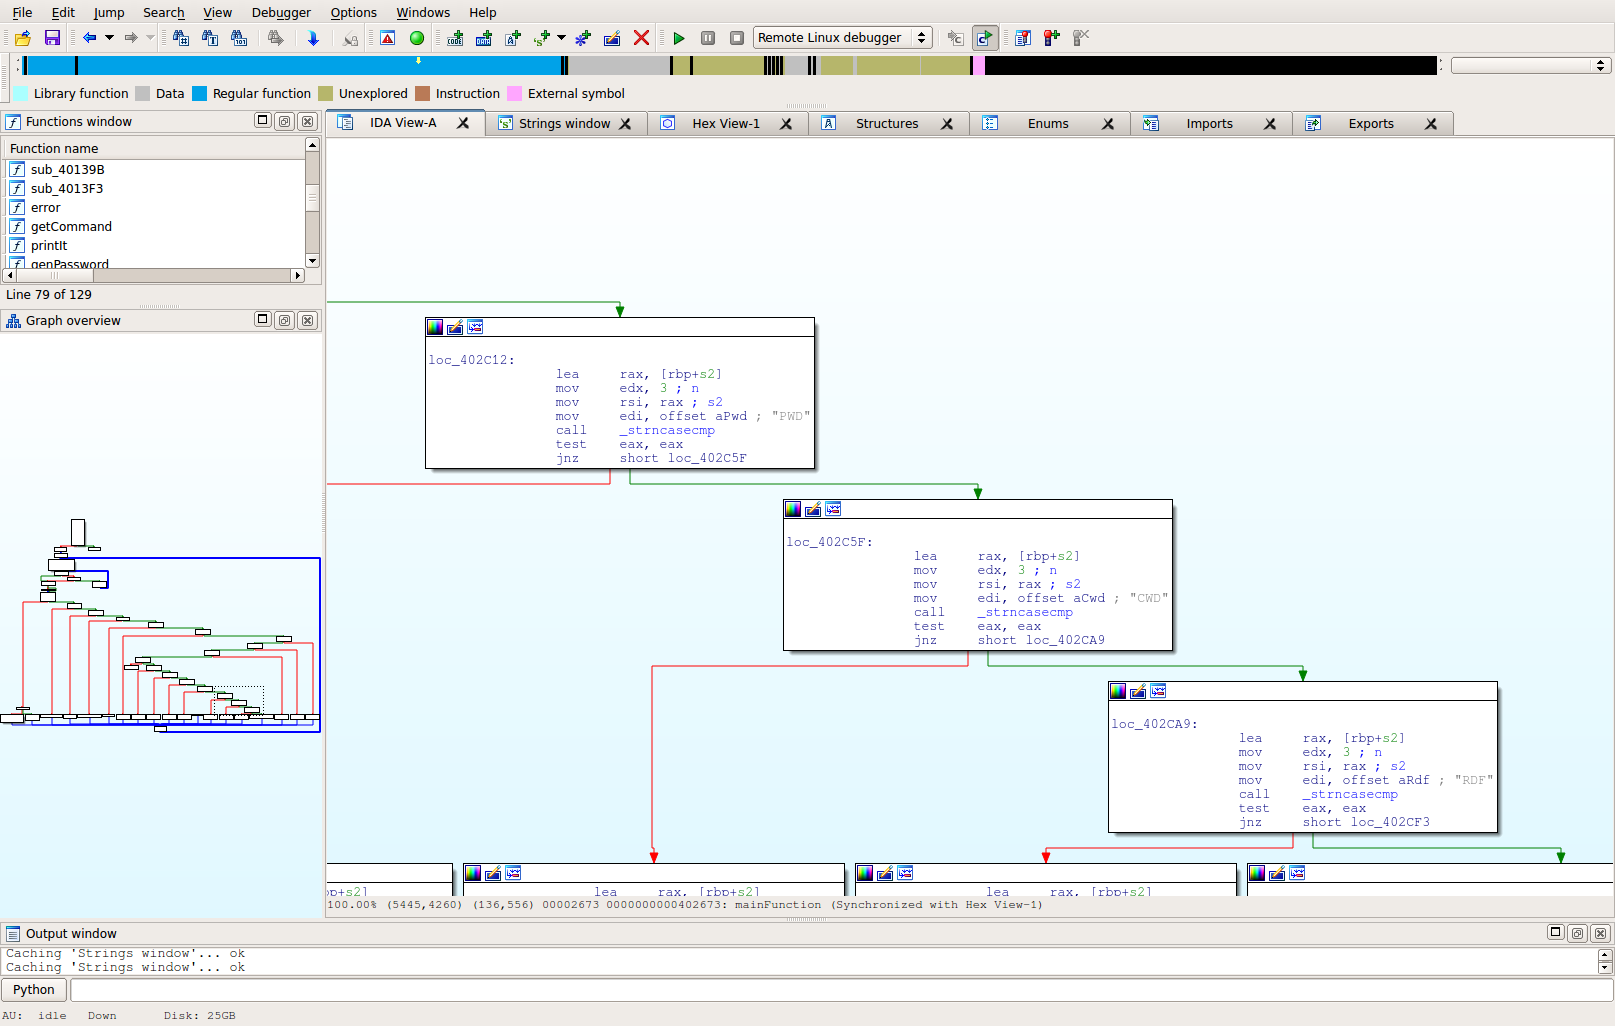 File Edit Jump Search View Debugger Options Windows Help
Remote Linux debugger
Library function Data Regular function Unexplored Instruction External symbol
Functions window
IDA View-A Strings window Hex View-1 Structures Enums Imports Exports
Function name
sub_40139B
sub_4013F3
error
getCommand
printIt
genPassword
Line 79 of 129
Graph overview
loc_402C12:
lea rax, [rbp+s2]
mov edx, 3 ; n
mov rsi, rax ; s2
mov edi, offset aPwd ; "PWD"
call _strncasecmp
test eax, eax
jnz short loc_402C5F
loc_402C5F:
lea rax, [rbp+s2]
mov edx, 3 ; n
mov rsi, rax ; s2
mov edi, offset aCwd ; "CWD"
call _strncasecmp
test eax, eax
jnz short loc_402CA9
loc_402CA9:
lea rax, [rbp+s2]
mov edx, 3 ; n
mov rsi, rax ; s2
mov edi, offset aRdf ; "RDF"
call _strncasecmp
test eax, eax
jnz short loc_402CF3
bp+s2] lea rax, [rbp+s2] lea rax, [rbp+s2]
100.00% (5445,4260) (136,556) 00002673 0000000000402673: mainFunction (Synchronized with Hex View-1)
Output window
Caching 'Strings window'... ok
Caching 'Strings window'... ok
Python
AU: idle Down Disk: 25GB